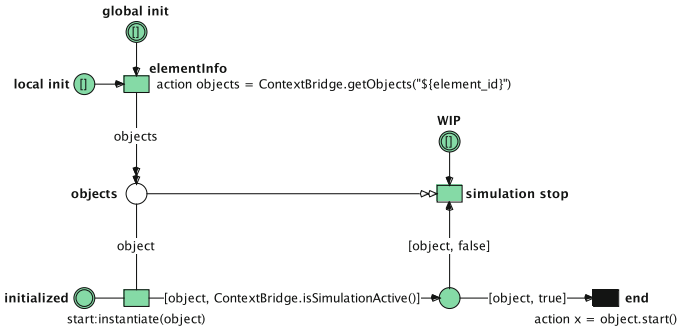 global init
[]
elementInfo
local init
[]
action objects = ContextBridge.getObjects("${element_id}")
WIP
[]
objects
objects
simulation stop
object
[object, false]
initialized
[object, ContextBridge.isSimulationActive()]
[object, true]
end
start:instantiate(object)
action x = object.start()